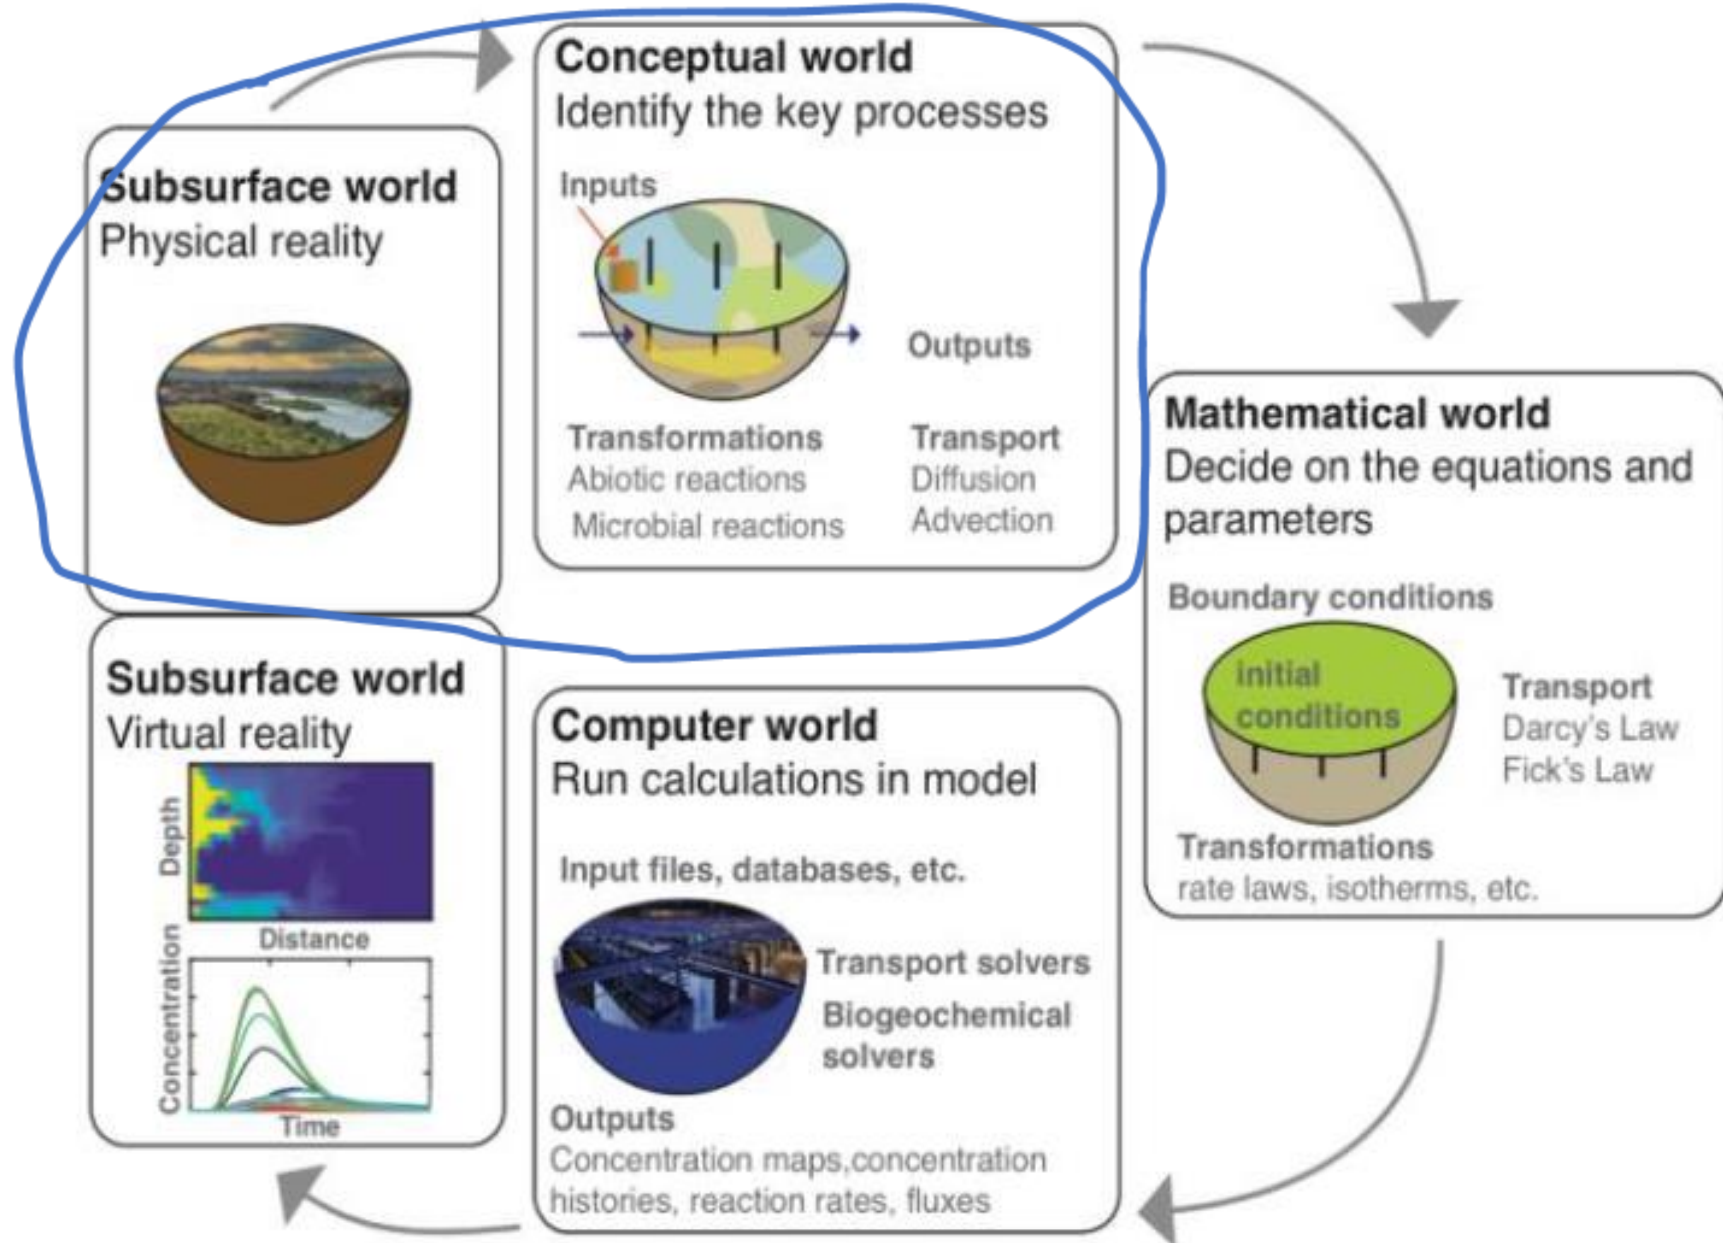 Conceptual world
Identify the key processes
Inputs
Outputs
Transformations
Abiotic reactions
Microbial reactions
Transport
Diffusion
Advection
Subsurface world
Physical reality
Mathematical world
Decide on the equations and
parameters
Boundary conditions
initial
conditions
Transport
Darcy's Law
Fick's Law
Transformations
rate laws, isotherms, etc.
Subsurface world
Virtual reality
Depth
Distance
Concentration
Time
Computer world
Run calculations in model
Input files, databases, etc.
Transport solvers
Biogeochemical
solvers
Outputs
Concentration maps,concentration
histories, reaction rates, fluxes